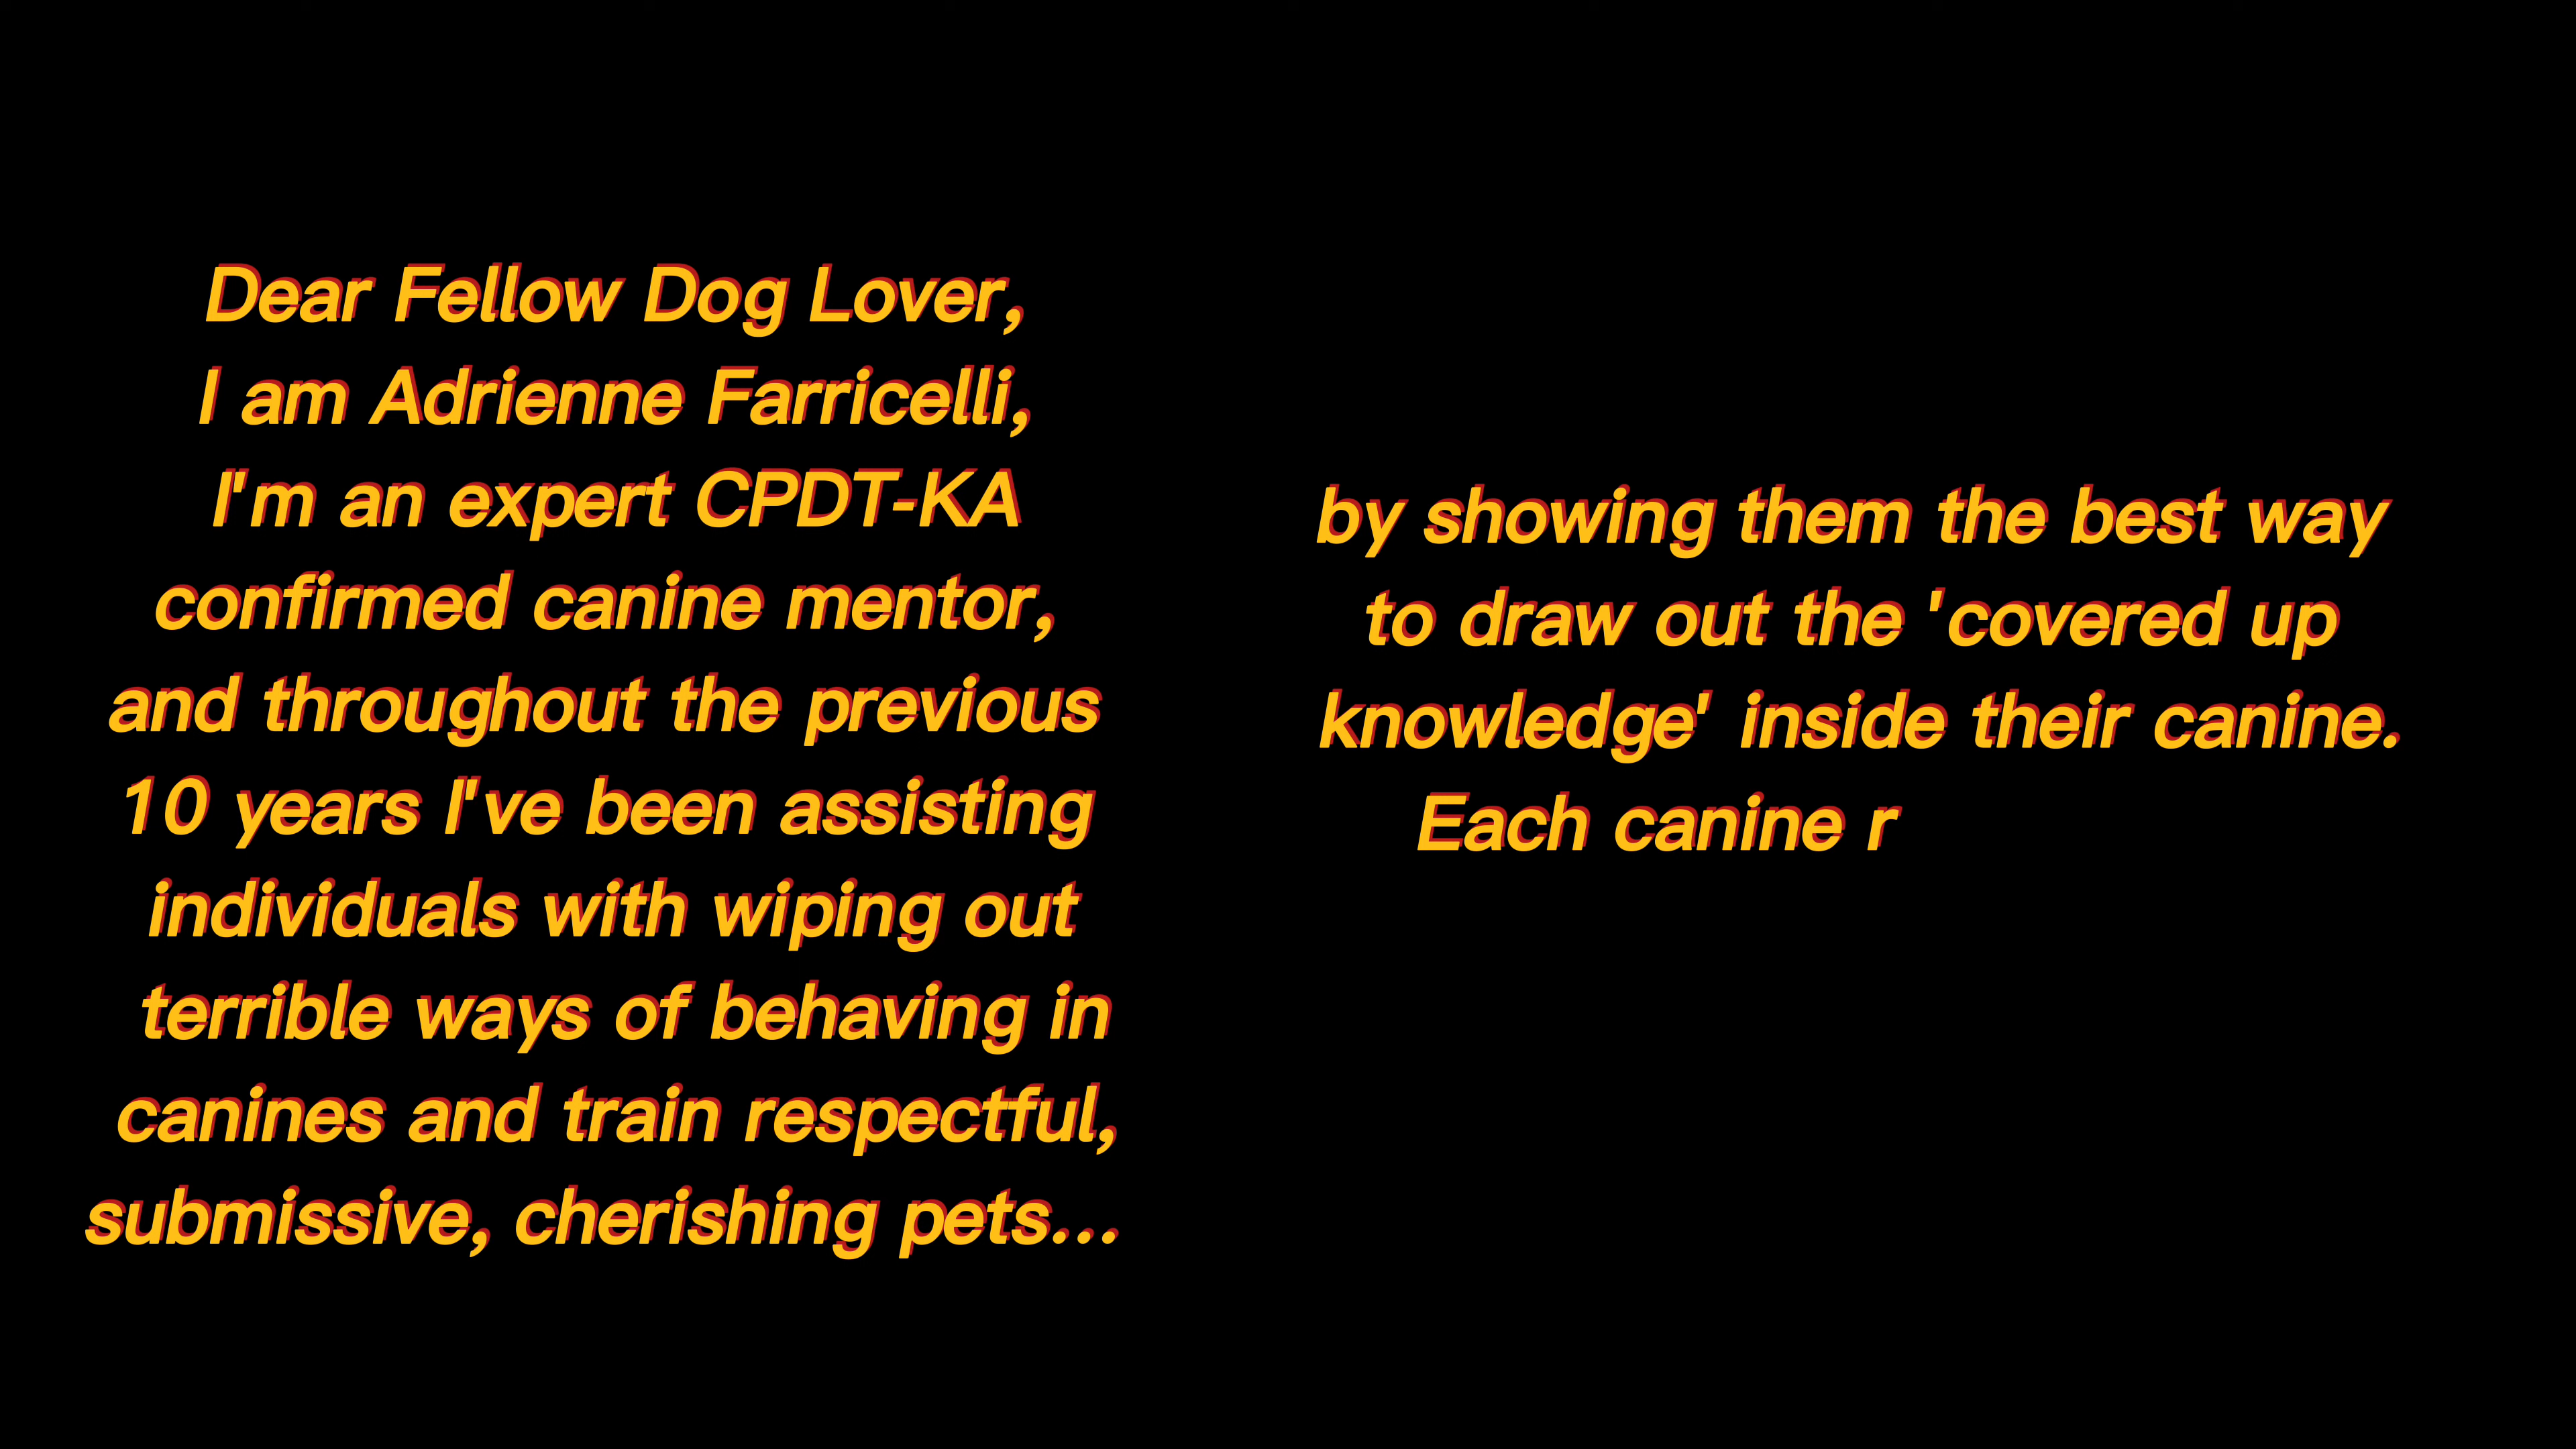 Dear Fellow Dog Lover,
I am Adrienne Farricelli,
I'm an expert CPDT-KA
confirmed canine mentor,
and throughout the previous
10 years I've been assisting
individuals with wiping out
terrible ways of behaving in
canines and train respectful,
submissive, cherishing pets...
by showing them the best way
to draw out the 'covered up
knowledge' inside their canine.
Each canine r